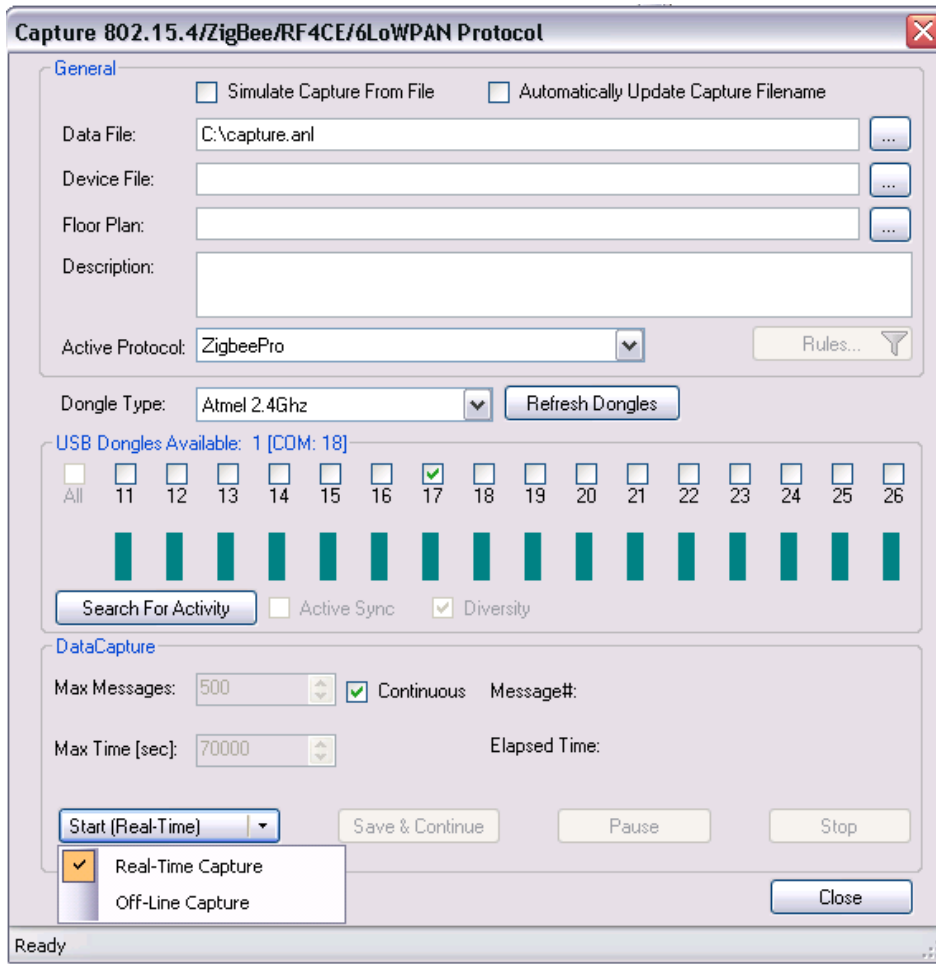 Capture 802.15.4/ZigBee/RF4CE/6LoWPAN Protocol
General
Simulate Capture From File Automatically Update Capture Filename
Data File: C:\capture.anl ...
Device File: ...
Floor Plan: ...
Description:
Active Protocol: ZigbeePro Rules...
Dongle Type: Atmel 2.4Ghz Refresh Dongles
USB Dongles Available: 1 [COM: 18]
All 11 12 13 14 15 16 17 18 19 20 21 22 23 24 25 26
Search For Activity Active Sync Diversity
DataCapture
Max Messages: 500 Continuous Message#:
Max Time [sec]: 70000 Elapsed Time:
Start (Real-Time) Save & Continue Pause Stop
Real-Time Capture
Off-Line Capture
Close
Ready